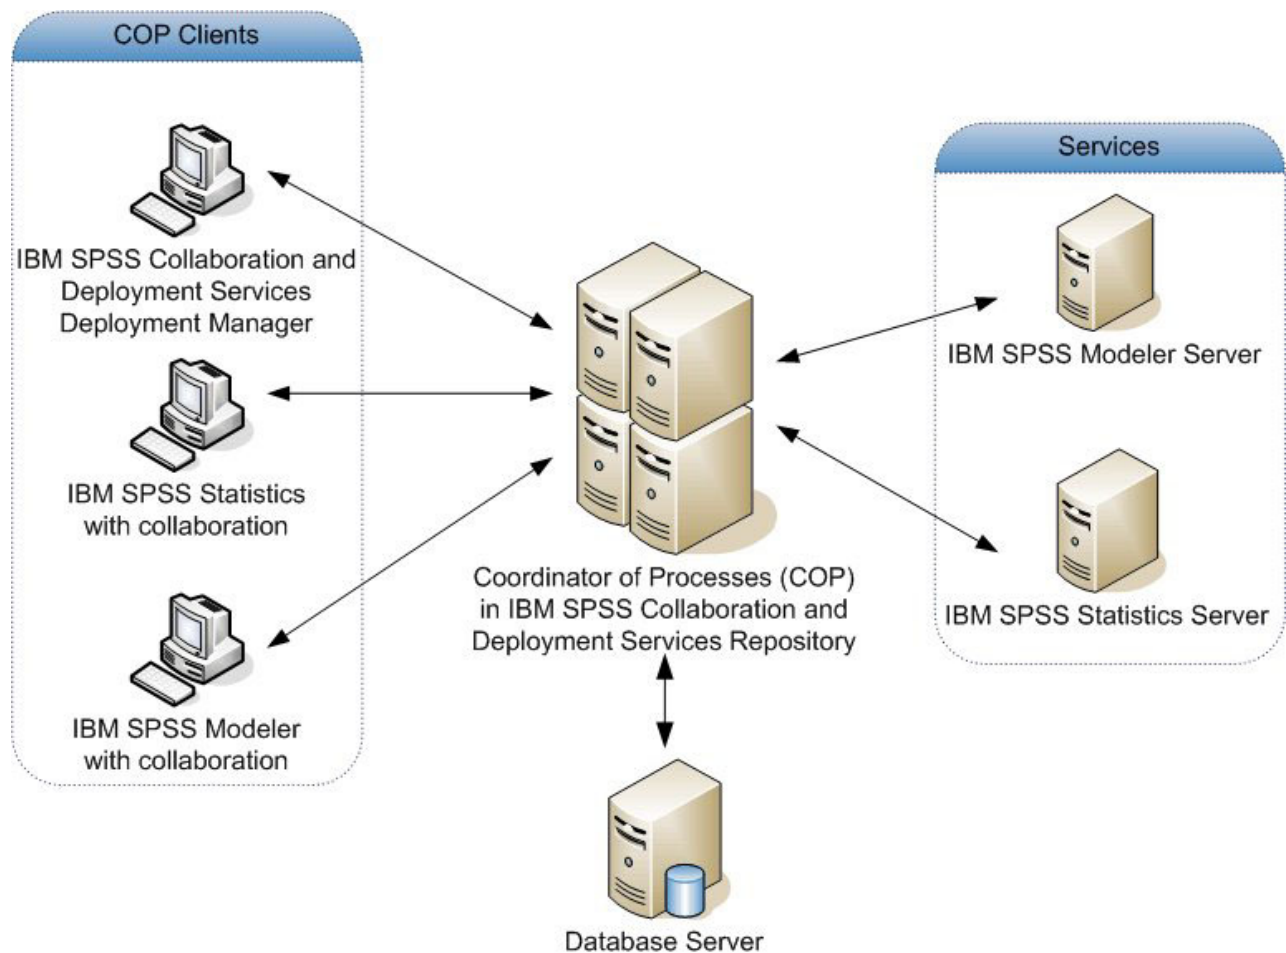 COP Clients
IBM SPSS Collaboration and
Deployment Services
Deployment Manager
IBM SPSS Statistics
with collaboration
IBM SPSS Modeler
with collaboration
Coordinator of Processes (COP)
in IBM SPSS Collaboration and
Deployment Services Repository
Database Server
Services
IBM SPSS Modeler Server
IBM SPSS Statistics Server